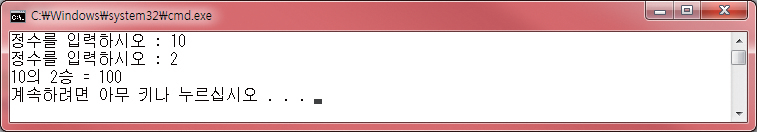 C:₩Windows₩system32₩cmd.exe
정수를 입력하시오 : 10
정수를 입력하시오 : 2
10의 2승 = 100
계속하려면 아무 키나 누르십시오 . . .